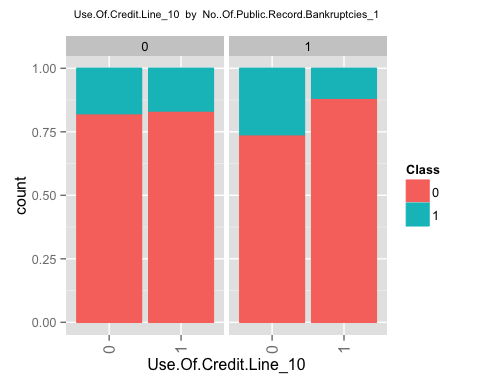 Use.Of.Credit.Line_10 by No..Of.Public.Record.Bankruptcies_1
0 1
1.00
0.75
0.50
0.25
0.00
count
0 1 0 1
Use.Of.Credit.Line_10
Class
0
1